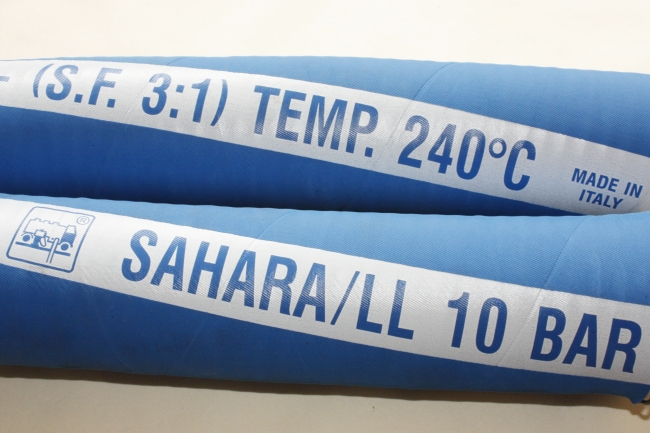 - (S.F. 3:1) TEMP. 240°C
MADE IN
ITALY
®
SAHARA/LL 10 BAR